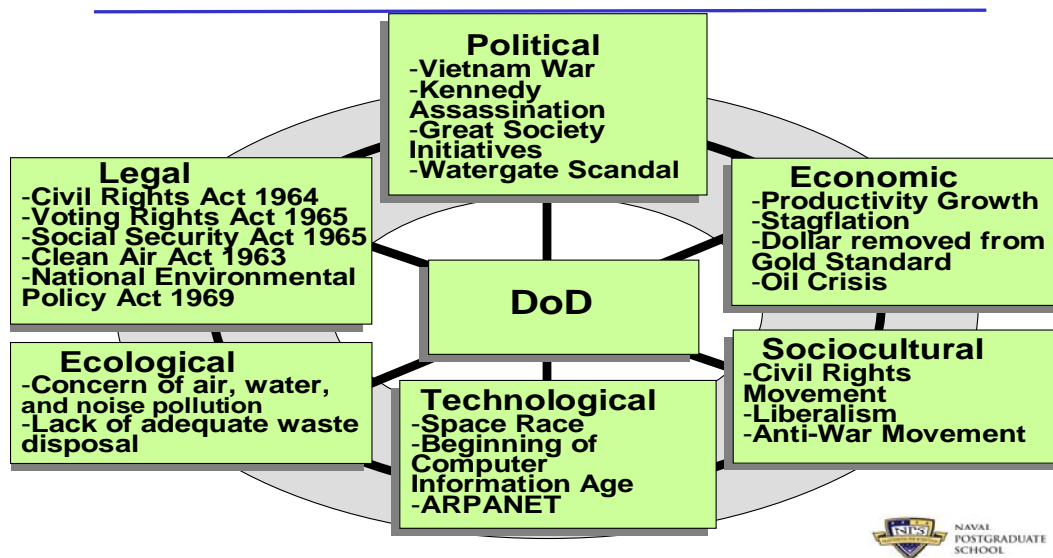 Political
-Vietnam War
-Kennedy
Assassination
-Great Society
Initiatives
-Watergate Scandal
Legal
-Civil Rights Act 1964
-Voting Rights Act 1965
-Social Security Act 1965
-Clean Air Act 1963
-National Environmental
Policy Act 1969
Economic
-Productivity Growth
-Stagflation
-Dollar removed from
Gold Standard
-Oil Crisis
DoD
Ecological
-Concern of air, water,
and noise pollution
-Lack of adequate waste
disposal
Technological
-Space Race
-Beginning of
Computer
Information Age
-ARPANET
Sociocultural
-Civil Rights
Movement
-Liberalism
-Anti-War Movement
NPS
NAVAL
POSTGRADUATE
SCHOOL